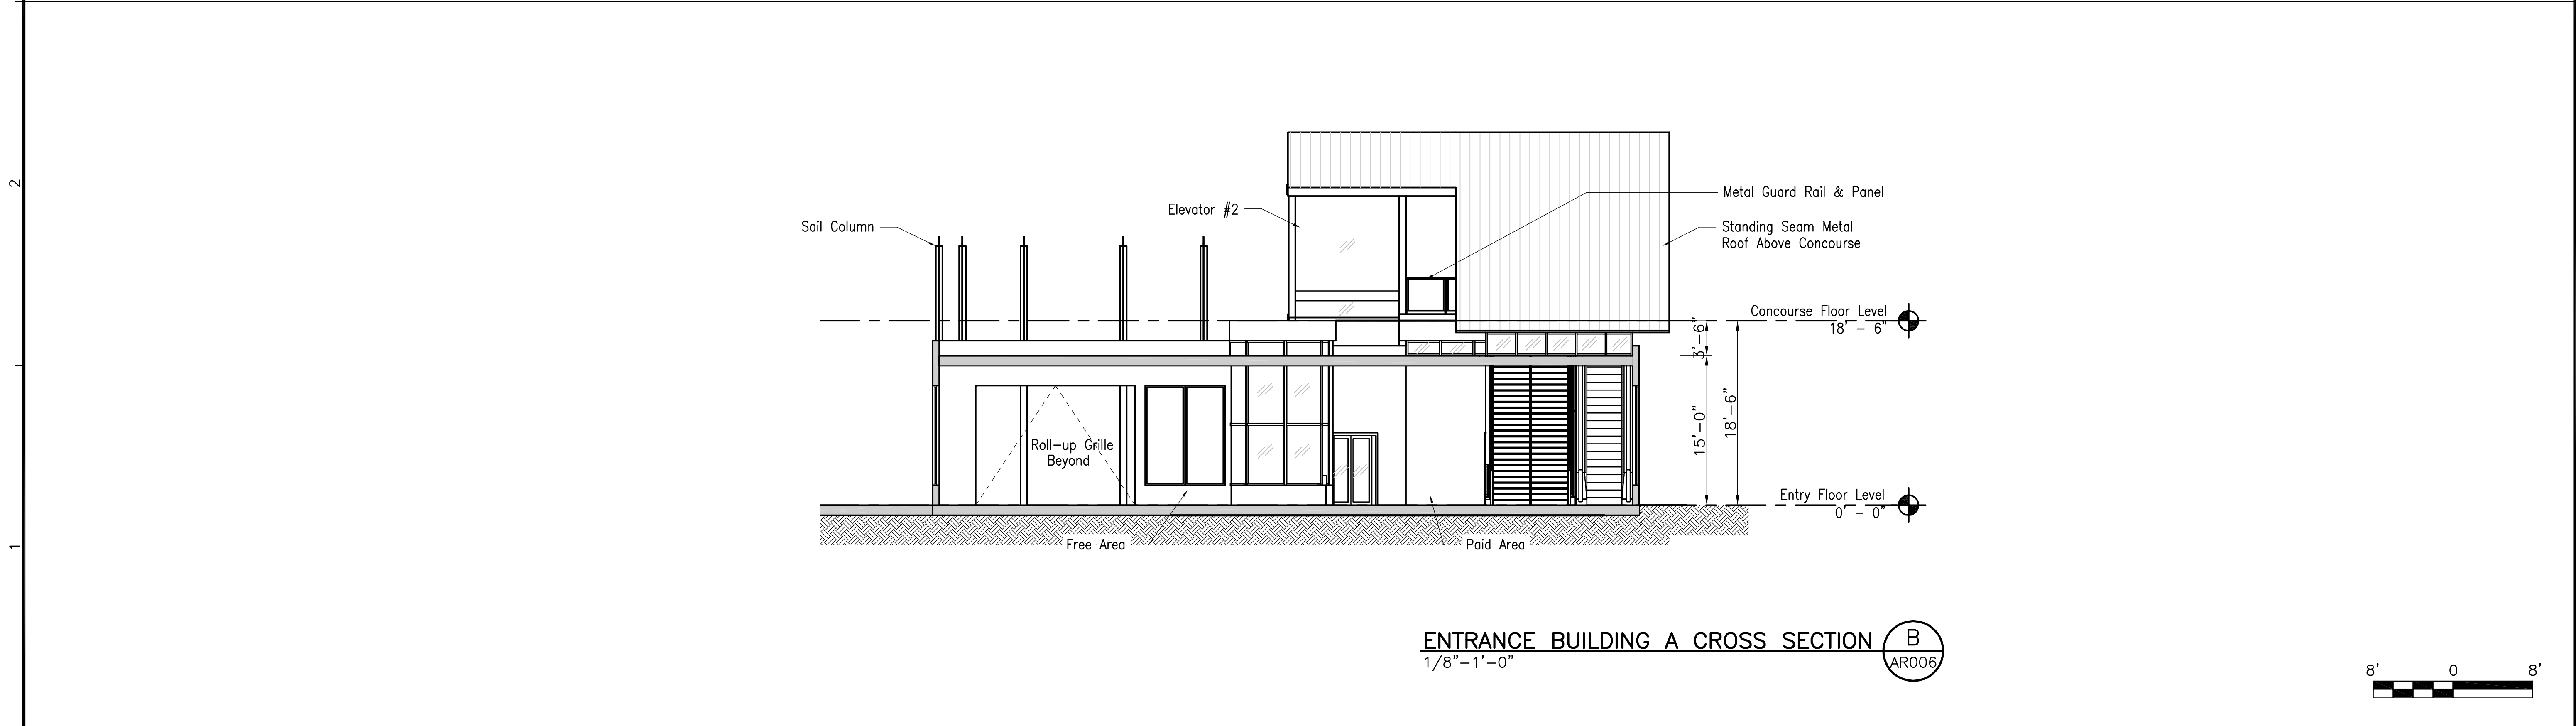 2
Metal Guard Rail & Panel
Elevator #2
Sail Column
Standing Seam Metal
Roof Above Concourse
Concourse Floor Level
18' - 6"
3'-6"
15'-0"
18'-6"
Roll-up Grille
Beyond
Entry Floor Level
0' - 0"
1
Free Area
Paid Area
ENTRANCE BUILDING A CROSS SECTION
B
1/8"-1'-0"
AR006
8' 0 8'